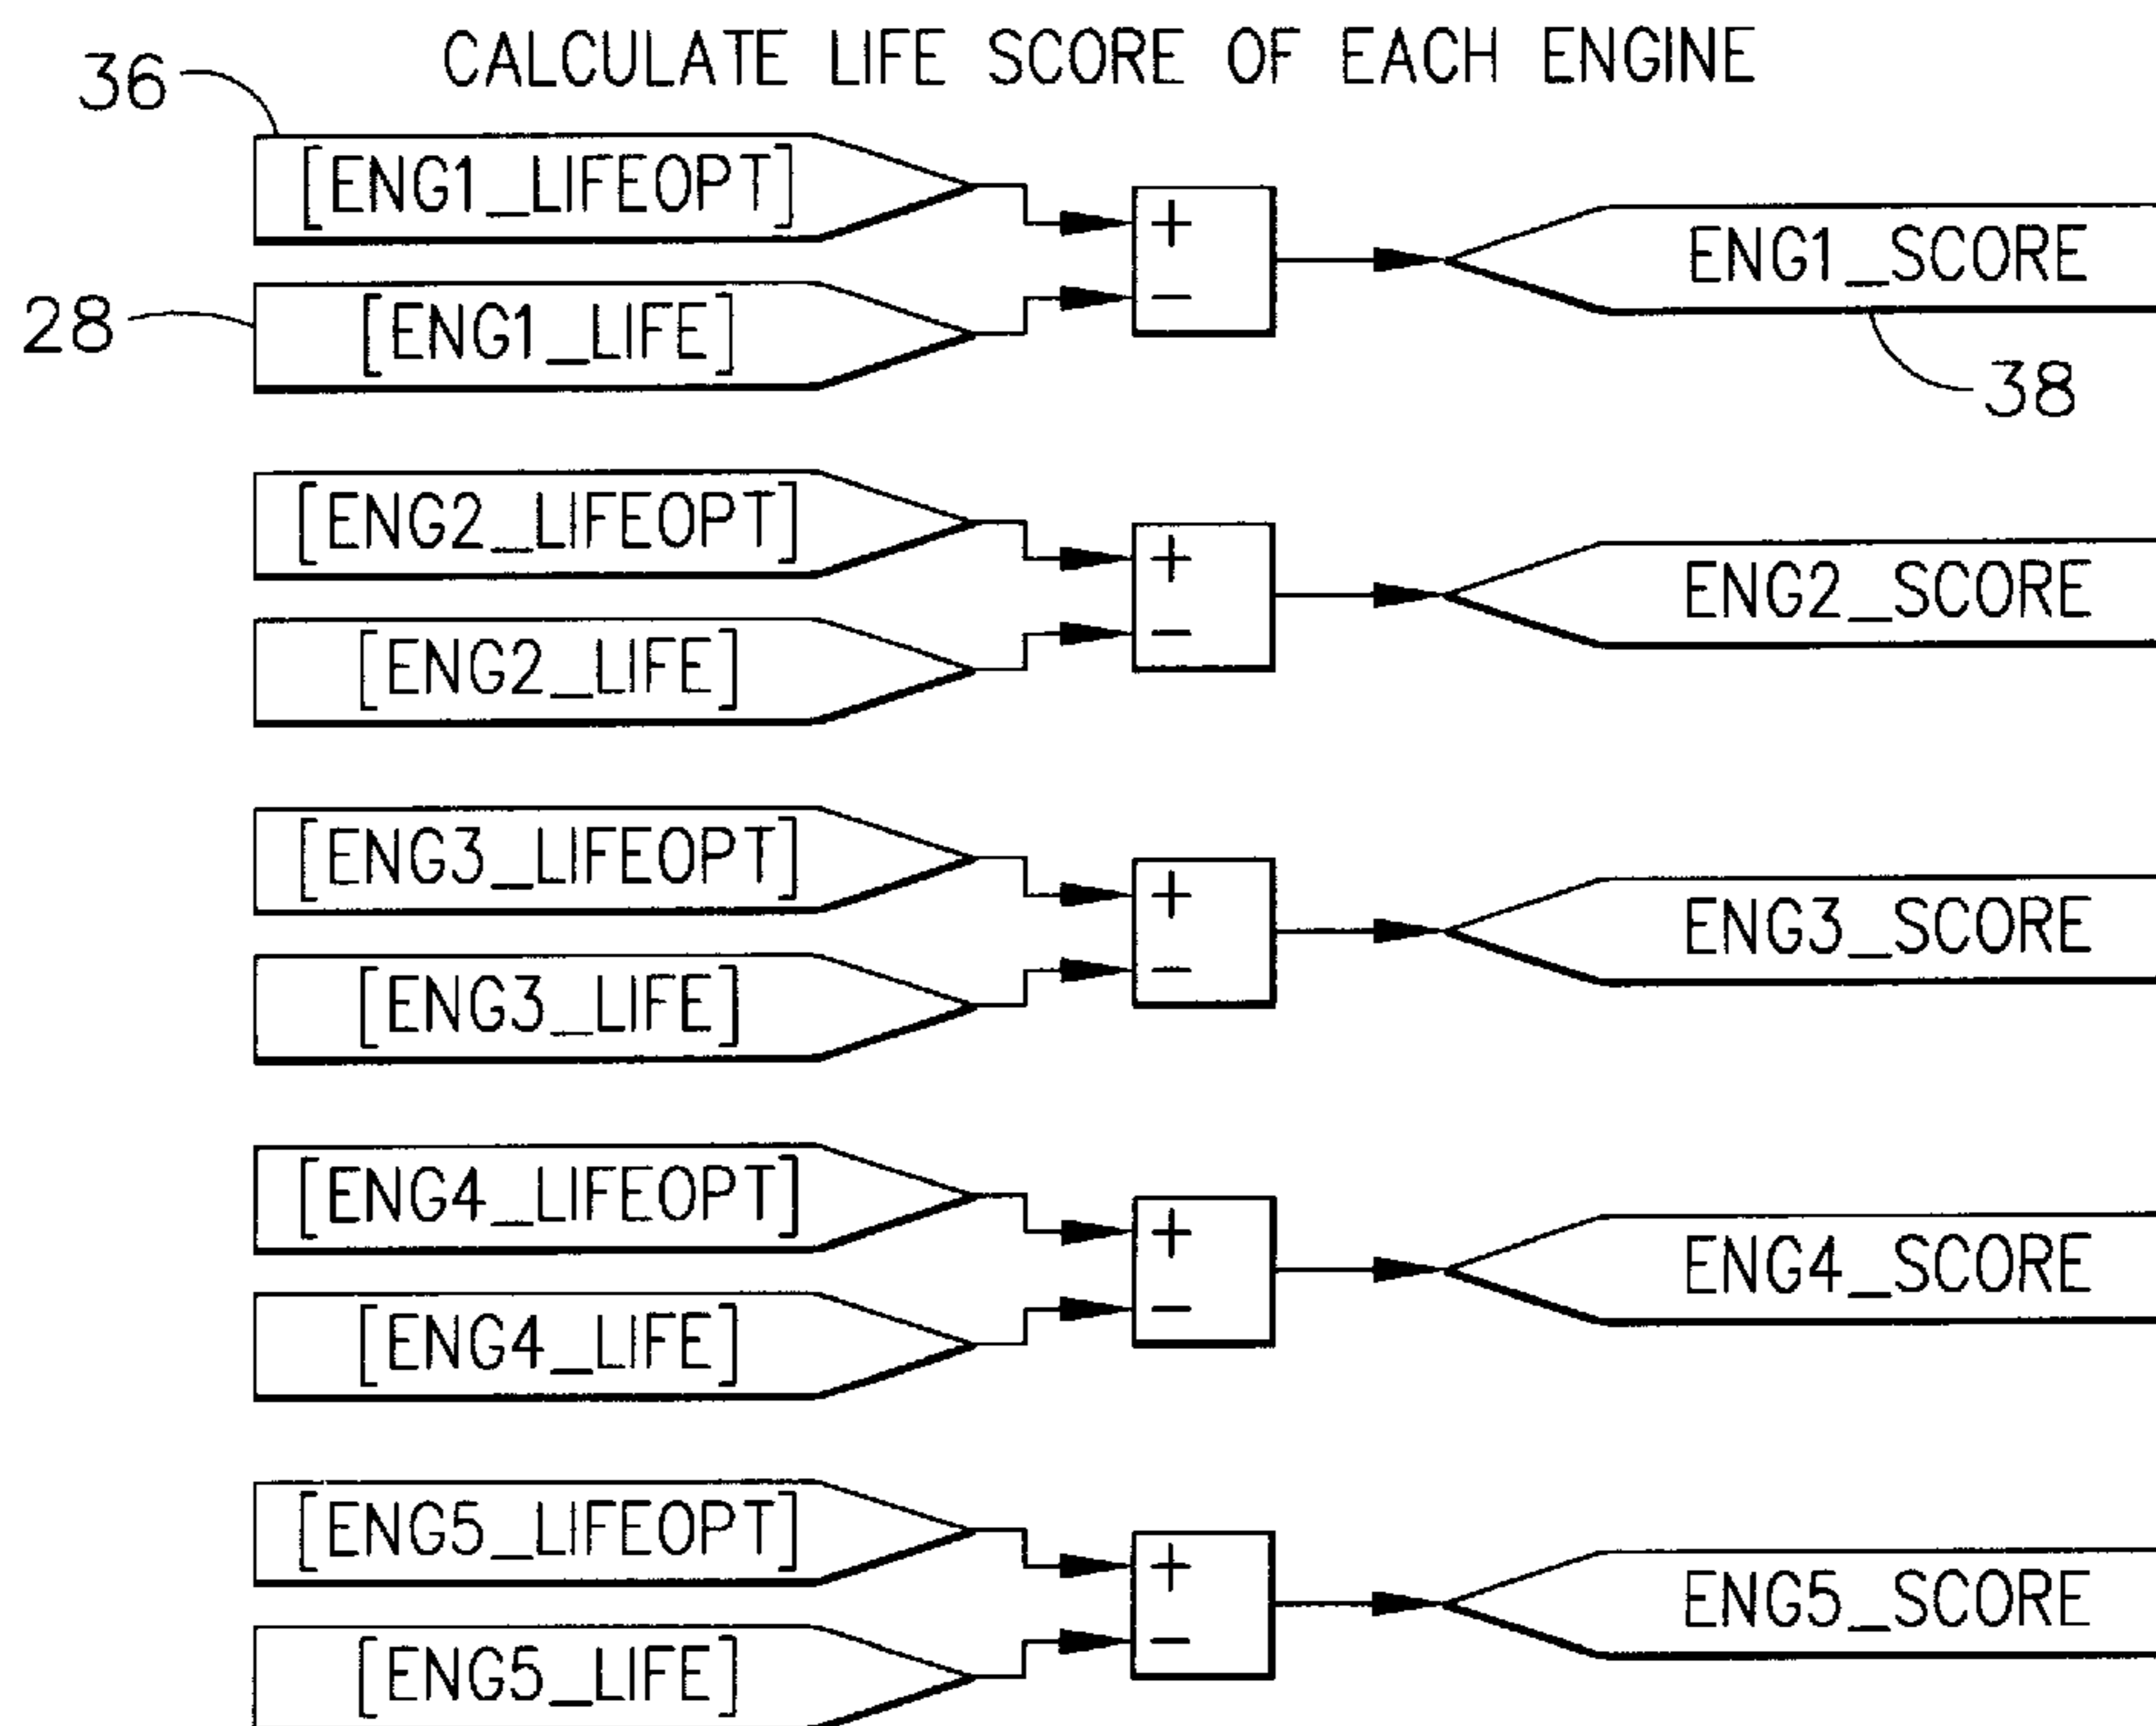 CALCULATE LIFE SCORE OF EACH ENGINE
36
[ENG1_LIFEOPT]
+
ENG1_SCORE
28
[ENG1_LIFE]
−
38
[ENG2_LIFEOPT]
+
ENG2_SCORE
[ENG2_LIFE]
−
[ENG3_LIFEOPT]
+
ENG3_SCORE
[ENG3_LIFE]
−
[ENG4_LIFEOPT]
+
ENG4_SCORE
[ENG4_LIFE]
−
[ENG5_LIFEOPT]
+
ENG5_SCORE
[ENG5_LIFE]
−